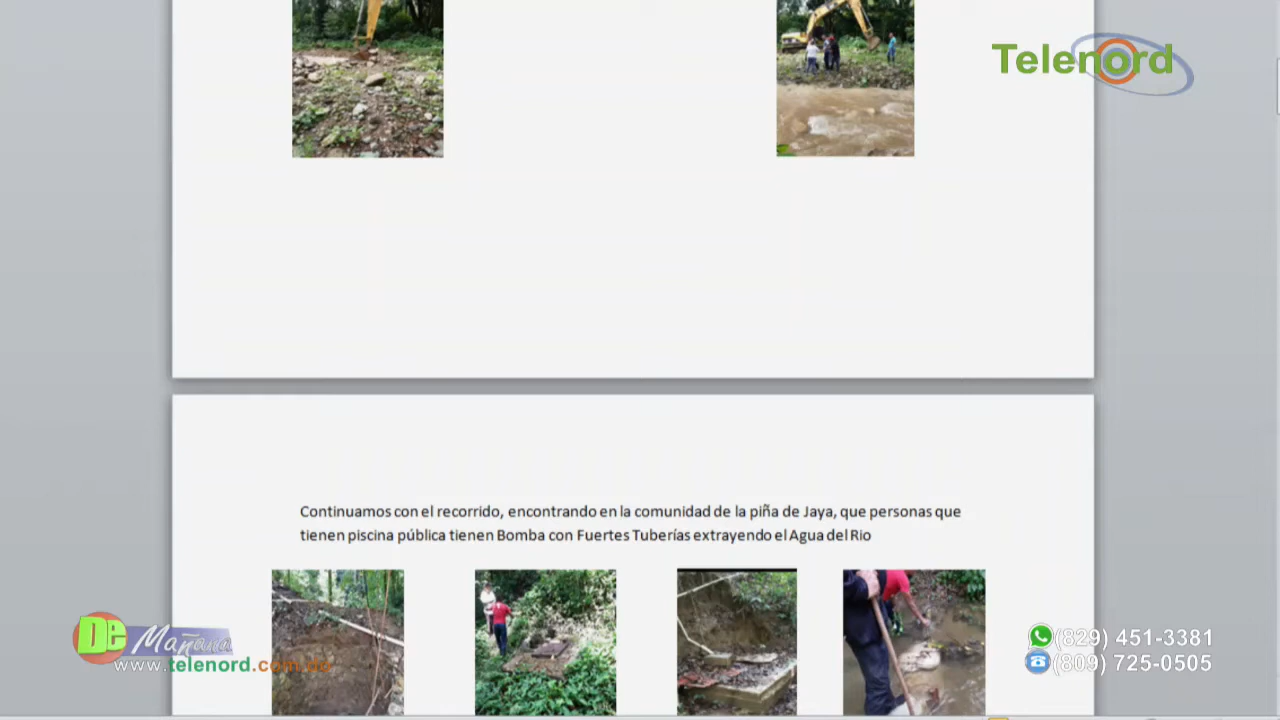 Telenord
Continuamos con el recorrido, encontrando en la comunidad de la piña de Jaya, que personas que
tienen piscina pública tienen Bomba con Fuertes Tuberías extrayendo el Agua del Rio
De Mañana
www.telenord.com.do
(829) 451-3381
(809) 725-0505